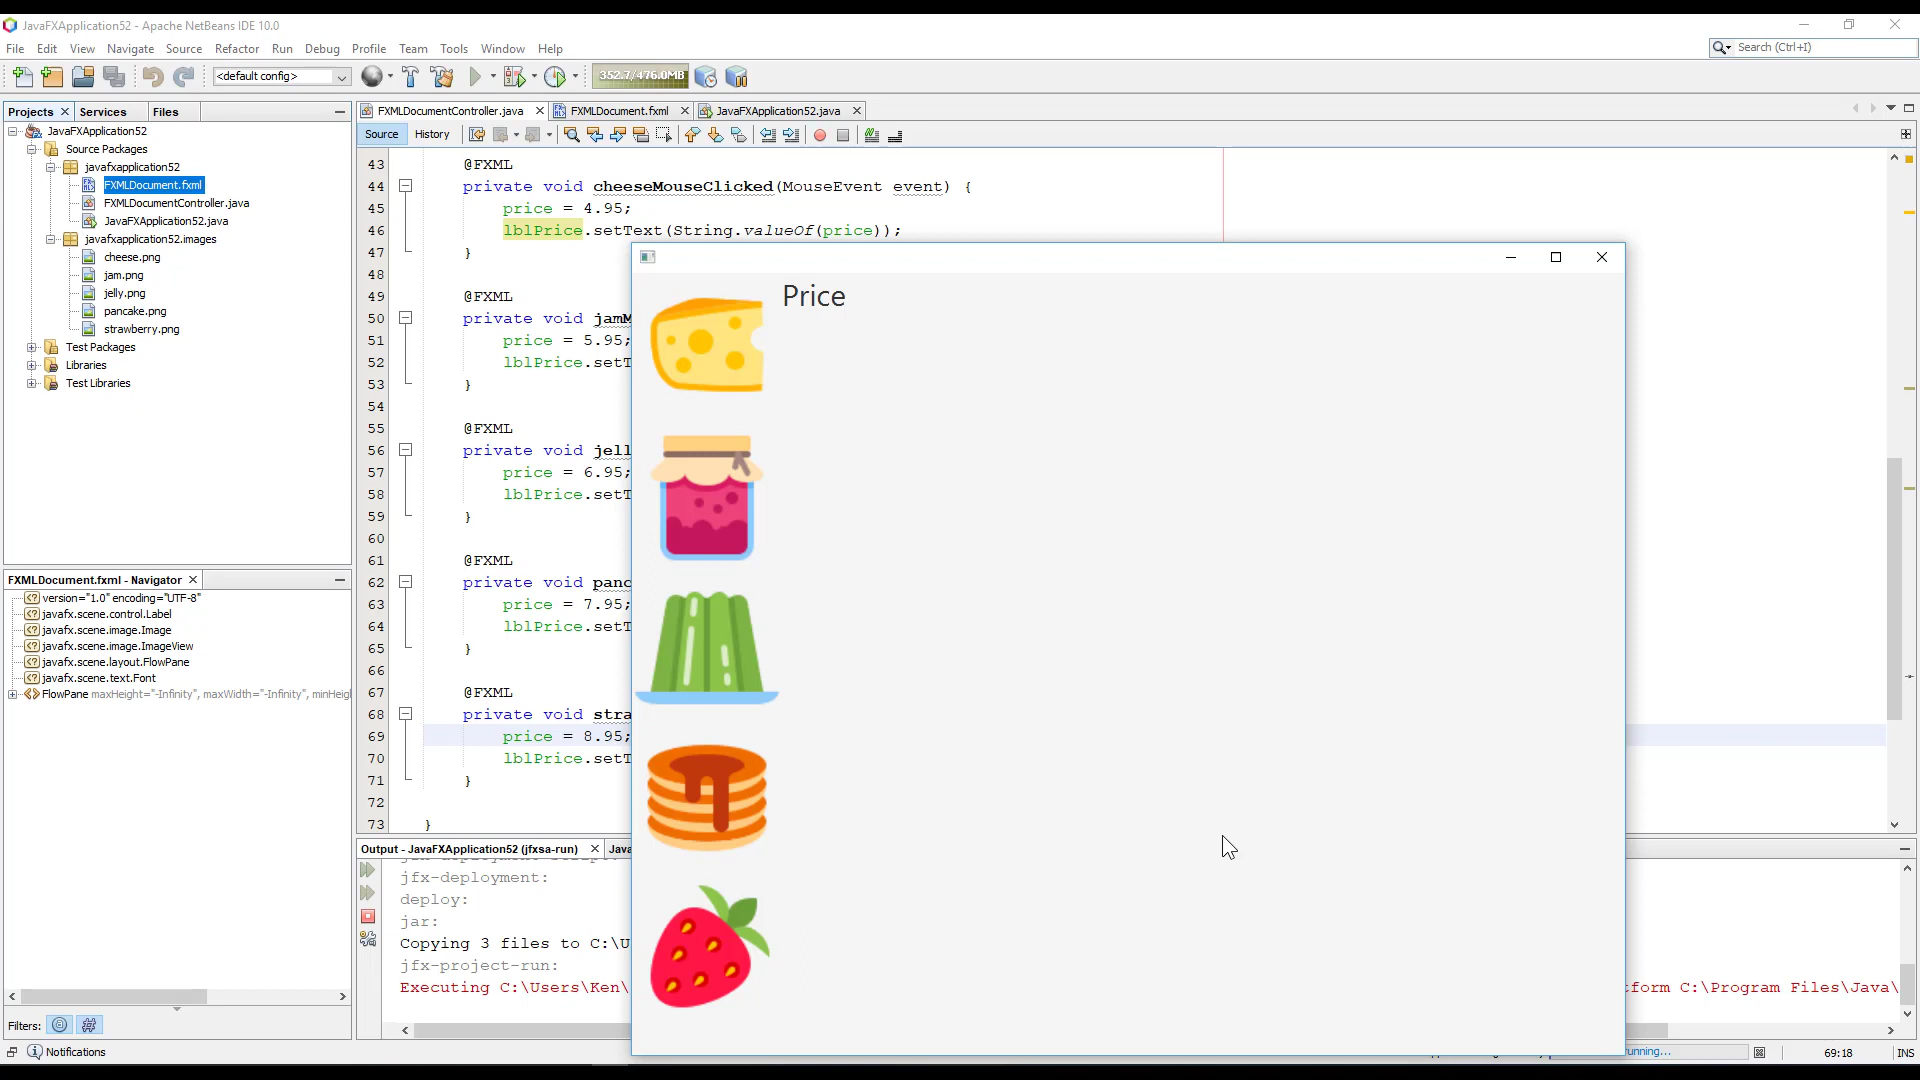 JavaFXApplication52 - Apache NetBeans IDE 10.0
File Edit View Navigate Source Refactor Run Debug Profile Team Tools Window Help
Search (Ctrl+I)
<default config>
352.7/476.0MB
Projects Services Files
FXMLDocumentController.java FXMLDocument.fxml JavaFXApplication52.java
Source History
JavaFXApplication52
Source Packages
javafxapplication52
FXMLDocument.fxml
FXMLDocumentController.java
JavaFXApplication52.java
javafxapplication52.images
cheese.png
jam.png
jelly.png
pancake.png
strawberry.png
Test Packages
Libraries
Test Libraries
FXMLDocument.fxml - Navigator
version="1.0" encoding="UTF-8"
javafx.scene.control.Label
javafx.scene.image.Image
javafx.scene.image.ImageView
javafx.scene.layout.FlowPane
javafx.scene.text.Font
FlowPane maxHeight="-Infinity", maxWidth="-Infinity", minHeig
Filters:
Notifications
43 @FXML
44 private void cheeseMouseClicked(MouseEvent event) {
45 price = 4.95;
46 lblPrice.setText(String.valueOf(price));
47 }
48
49 @FXML
50 private void jamM
51 price = 5.95;
52 lblPrice.setT
53 }
54
55 @FXML
56 private void jell
57 price = 6.95;
58 lblPrice.setT
59 }
60
61 @FXML
62 private void panc
63 price = 7.95;
64 lblPrice.setT
65 }
66
67 @FXML
68 private void stra
69 price = 8.95;
70 lblPrice.setT
71 }
72
73 }
Price
Output - JavaFXApplication52 (jfxsa-run) Java
jfx-deployment:
deploy:
jar:
Copying 3 files to C:\U
jfx-project-run:
Executing C:\Users\Ken\
tform C:\Program Files\Java\
unning...
69:18 INS